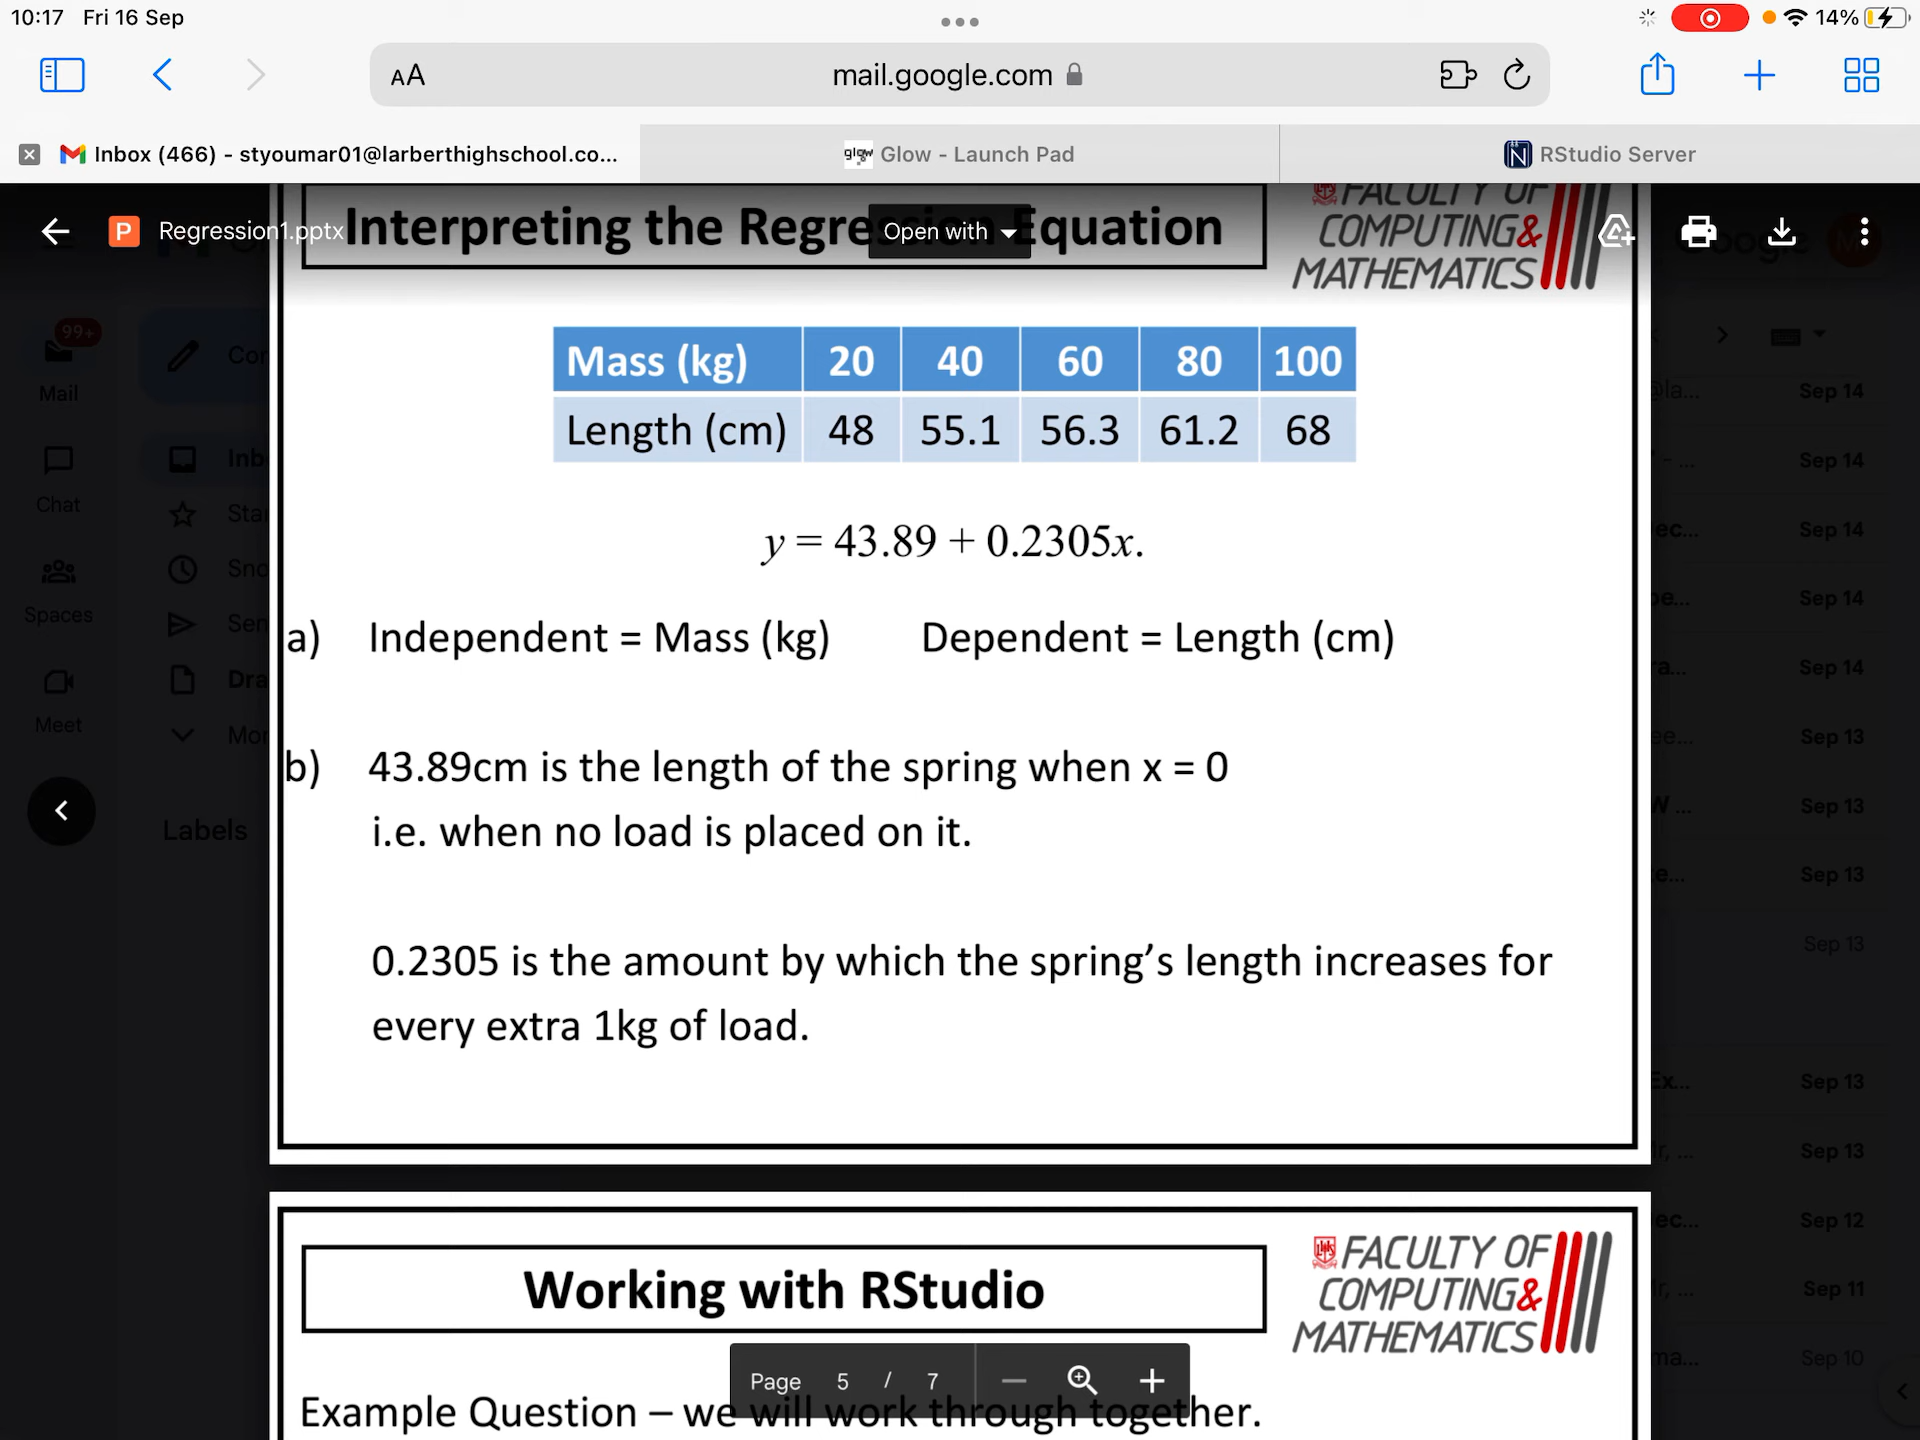 10:17 Fri 16 Sep
14%
AA
mail.google.com
Inbox (466) - styoumar01@larberthighschool.co...
glow Glow - Launch Pad
RStudio Server
P Regression1.pptx
Open with
Interpreting the Regre Equation
FACULTY OF
COMPUTING&
MATHEMATICS
99+
Mail
Chat
Spaces
Meet
Labels
Mass (kg) 20 40 60 80 100
Length (cm) 48 55.1 56.3 61.2 68
y = 43.89 + 0.2305x.
a) Independent = Mass (kg) Dependent = Length (cm)
b) 43.89cm is the length of the spring when x = 0
i.e. when no load is placed on it.
0.2305 is the amount by which the spring's length increases for
every extra 1kg of load.
Sep 14
Sep 14
Sep 14
Sep 14
Sep 14
Sep 13
Sep 13
Sep 13
Sep 13
Sep 13
Sep 13
Sep 12
Sep 11
Sep 10
Working with RStudio
FACULTY OF
COMPUTING&
MATHEMATICS
Page 5 / 7
Example Question – we will work through together.